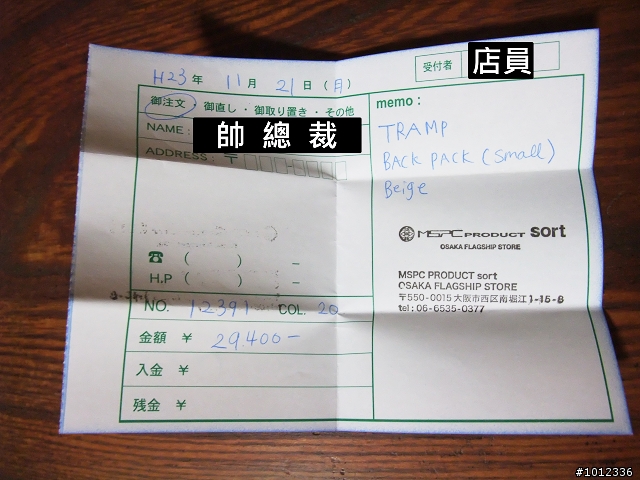 H23年 11月 21日 (月)
受付者 店員
御注文 ・ 御直し ・ 御取り置き ・ その他
NAME: 帥 總 裁
ADDRESS: 〒
☎ ( ) –
H.P ( ) –
NO. 12391 COL. 20
金額 ¥ 29.400–
入金 ¥
残金 ¥
memo:
TRAMP
BACK PACK (small)
Beige
MSPC PRODUCT sort
OSAKA FLAGSHIP STORE
MSPC PRODUCT sort
OSAKA FLAGSHIP STORE
〒550-0015 大阪市西区南堀江1-15-8
tel : 06-6535-0377
#1012336